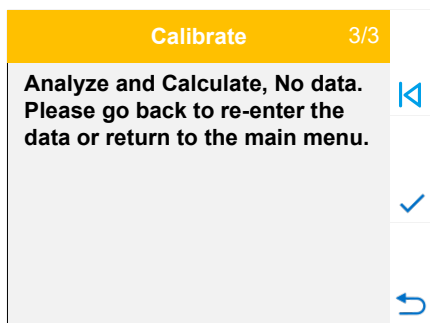 Calibrate 3/3
Analyze and Calculate, No data.
Please go back to re-enter the
data or return to the main menu.